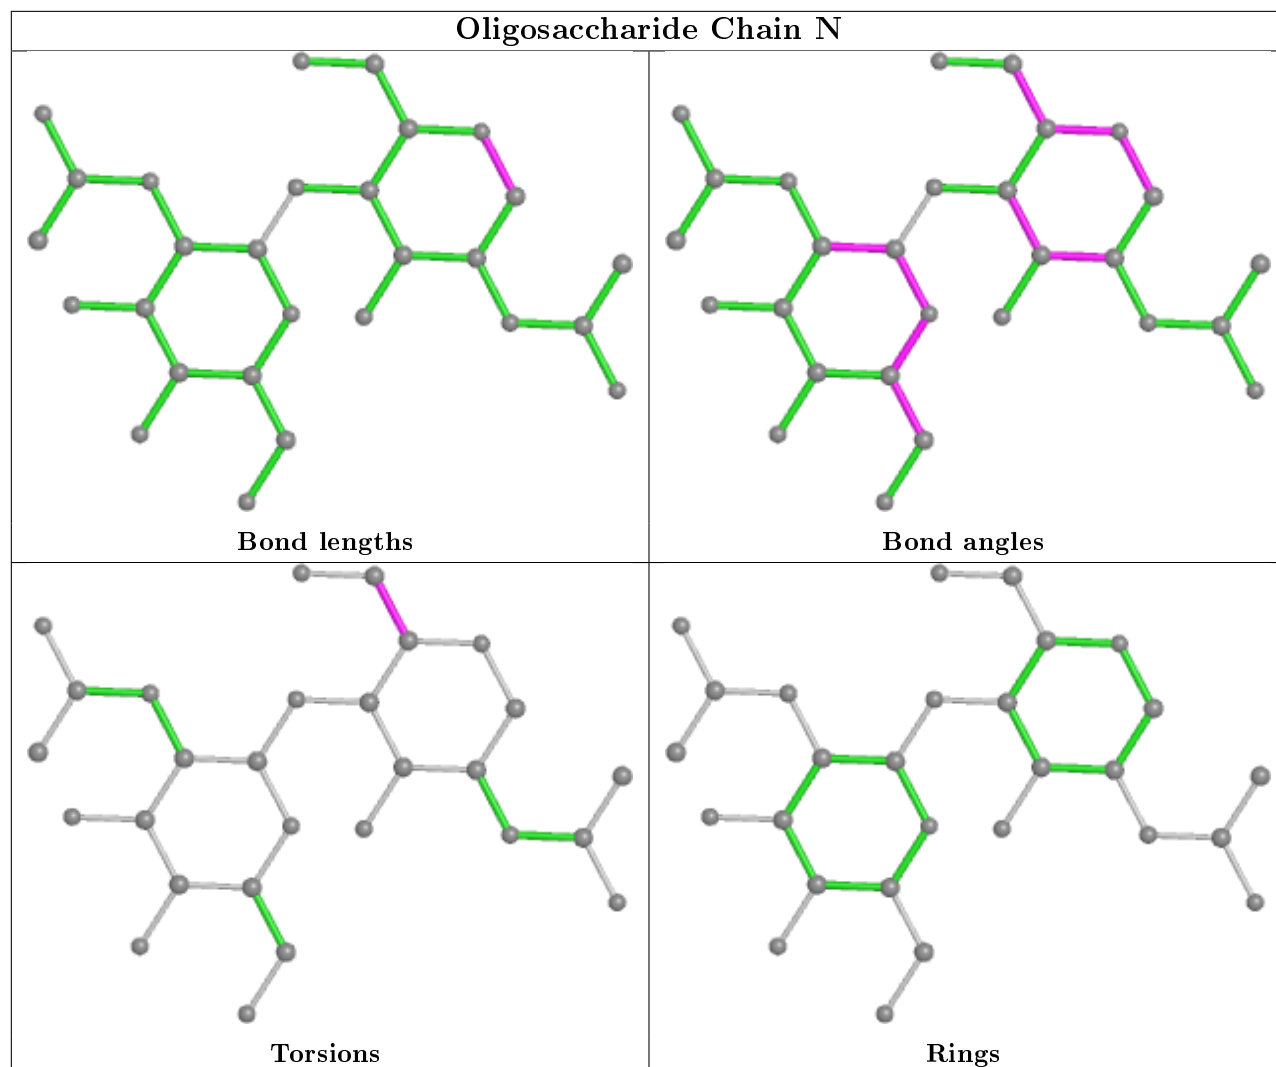 Oligosaccharide Chain N
Bond lengths
Bond angles
Torsions
Rings